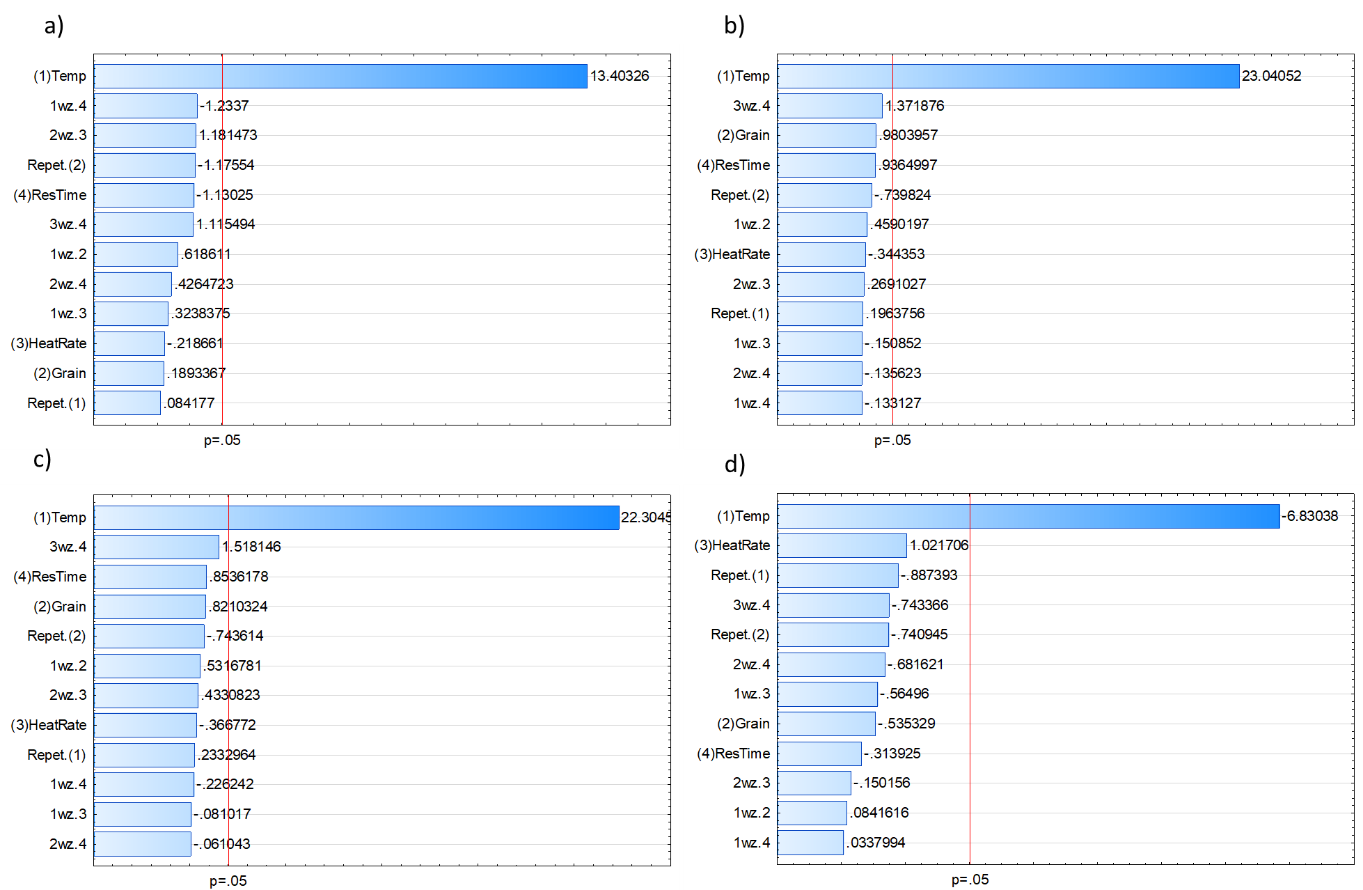 a)
(1)Temp 13.40326
1wz.4 -1.2337
2wz.3 1.181473
Repet.(2) -1.17554
(4)ResTime -1.13025
3wz.4 1.115494
1wz.2 .618611
2wz.4 .4264723
1wz.3 .3238375
(3)HeatRate -.218661
(2)Grain .1893367
Repet.(1) .084177
p=.05
b)
(1)Temp 23.04052
3wz.4 1.371876
(2)Grain .9803957
(4)ResTime .9364997
Repet.(2) -.739824
1wz.2 .4590197
(3)HeatRate -.344353
2wz.3 .2691027
Repet.(1) .1963756
1wz.3 -.150852
2wz.4 -.135623
1wz.4 -.133127
p=.05
c)
(1)Temp 22.3045
3wz.4 1.518146
(4)ResTime .8536178
(2)Grain .8210324
Repet.(2) -.743614
1wz.2 .5316781
2wz.3 .4330823
(3)HeatRate -.366772
Repet.(1) .2332964
1wz.4 -.226242
1wz.3 -.081017
2wz.4 -.061043
p=.05
d)
(1)Temp -6.83038
(3)HeatRate 1.021706
Repet.(1) -.887393
3wz.4 -.743366
Repet.(2) -.740945
2wz.4 -.681621
1wz.3 -.56496
(2)Grain -.535329
(4)ResTime -.313925
2wz.3 -.150156
1wz.2 .0841616
1wz.4 .0337994
p=.05